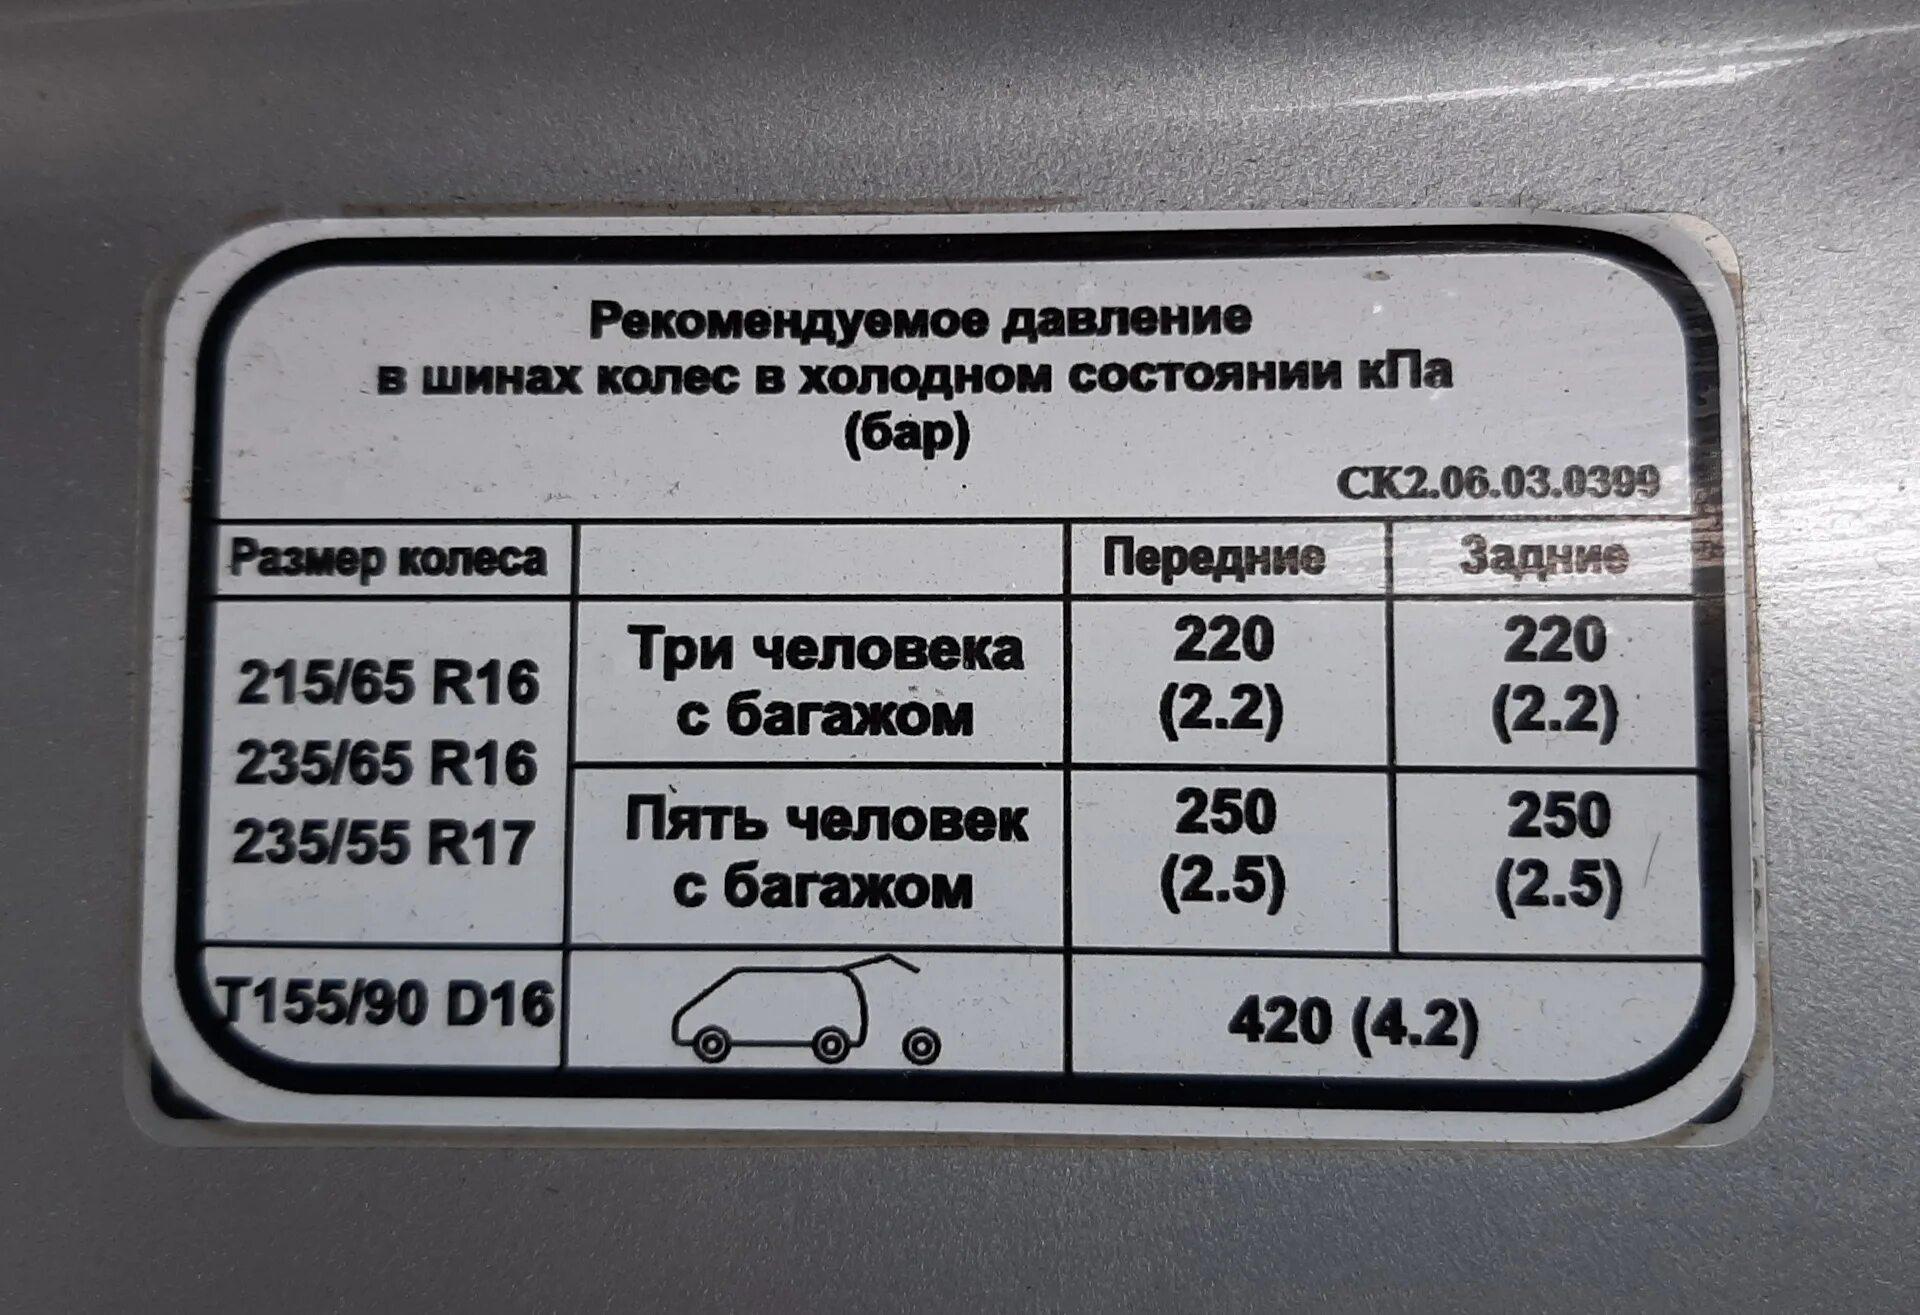 Рекомендуемое давление
в шинах колес в холодном состоянии кПа
(бар)
СК2.06.03.0399
Размер колеса Передние Задние
215/65 R16
235/65 R16
235/55 R17
Три человека
с багажом
220
(2.2)
220
(2.2)
Пять человек
с багажом
250
(2.5)
250
(2.5)
T155/90 D16 420 (4.2)